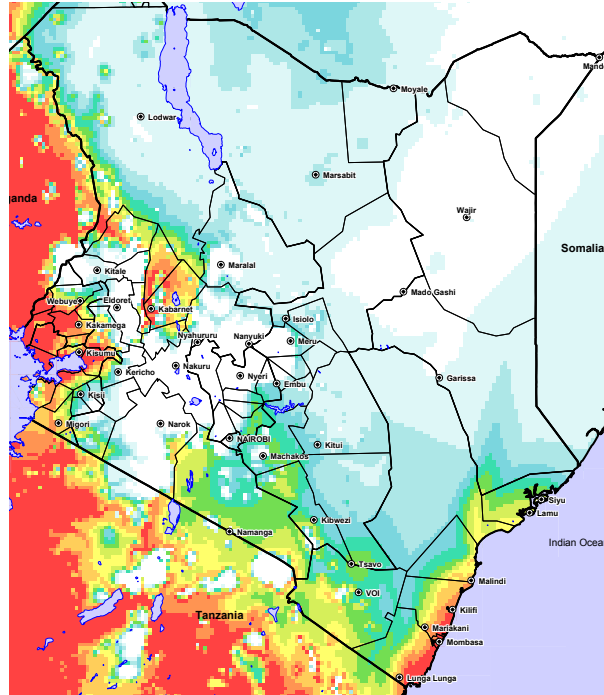 Mand
Moyale
Lodwar
Marsabit
ganda
Wajir
Somalia
Maralal
Kitale
Mado Gashi
Webuye
Eldoret
Kabarnet
Isiolo
Kakamega
Nyahururu
Nanyuki
Meru
Kisumu
Kericho
Nakuru
Nyeri
Embu
Garissa
Kisii
Migori
Narok
NAIROBI
Kitui
Machakos
Siyu
Lamu
Kibwezi
Namanga
Indian Ocea
Tsavo
Malindi
VOI
Kilifi
Tanzania
Mariakani
Mombasa
Lunga Lunga